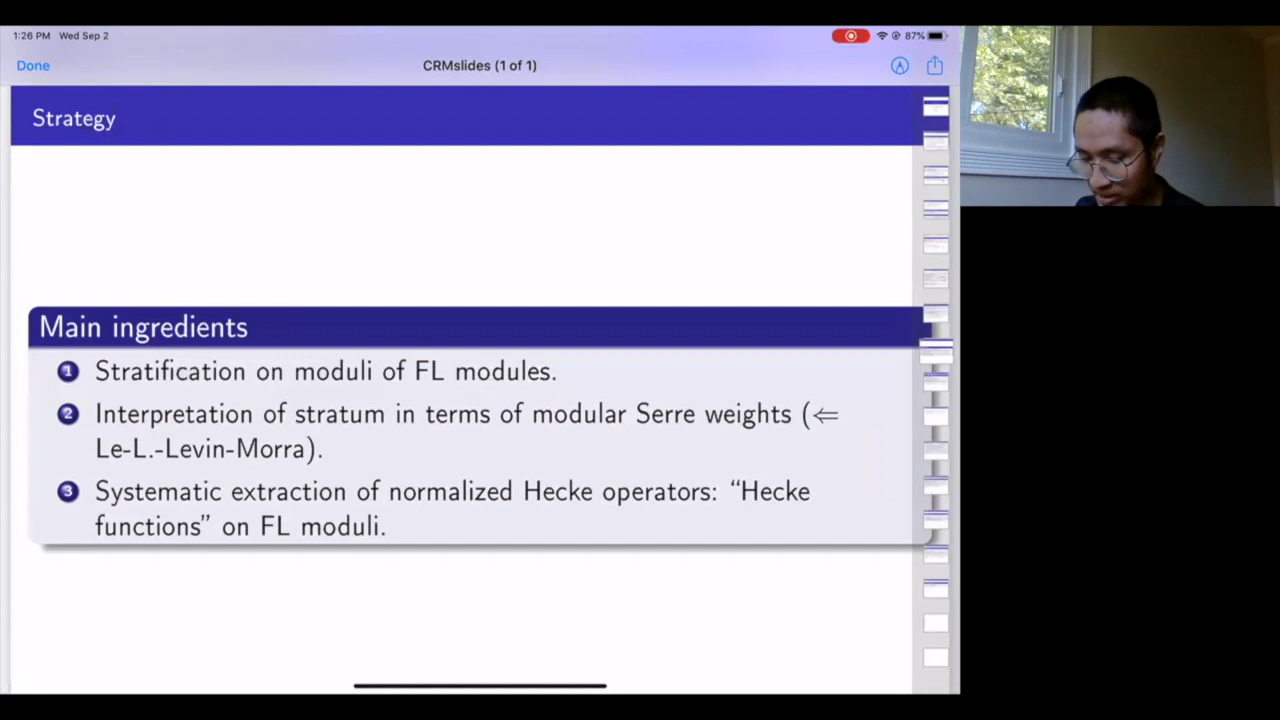 1:26 PM Wed Sep 2
87%
Done
CRMslides (1 of 1)
Strategy
Main ingredients
1 Stratification on moduli of FL modules.
2 Interpretation of stratum in terms of modular Serre weights (⇐
Le-L.-Levin-Morra).
3 Systematic extraction of normalized Hecke operators: “Hecke
functions” on FL moduli.